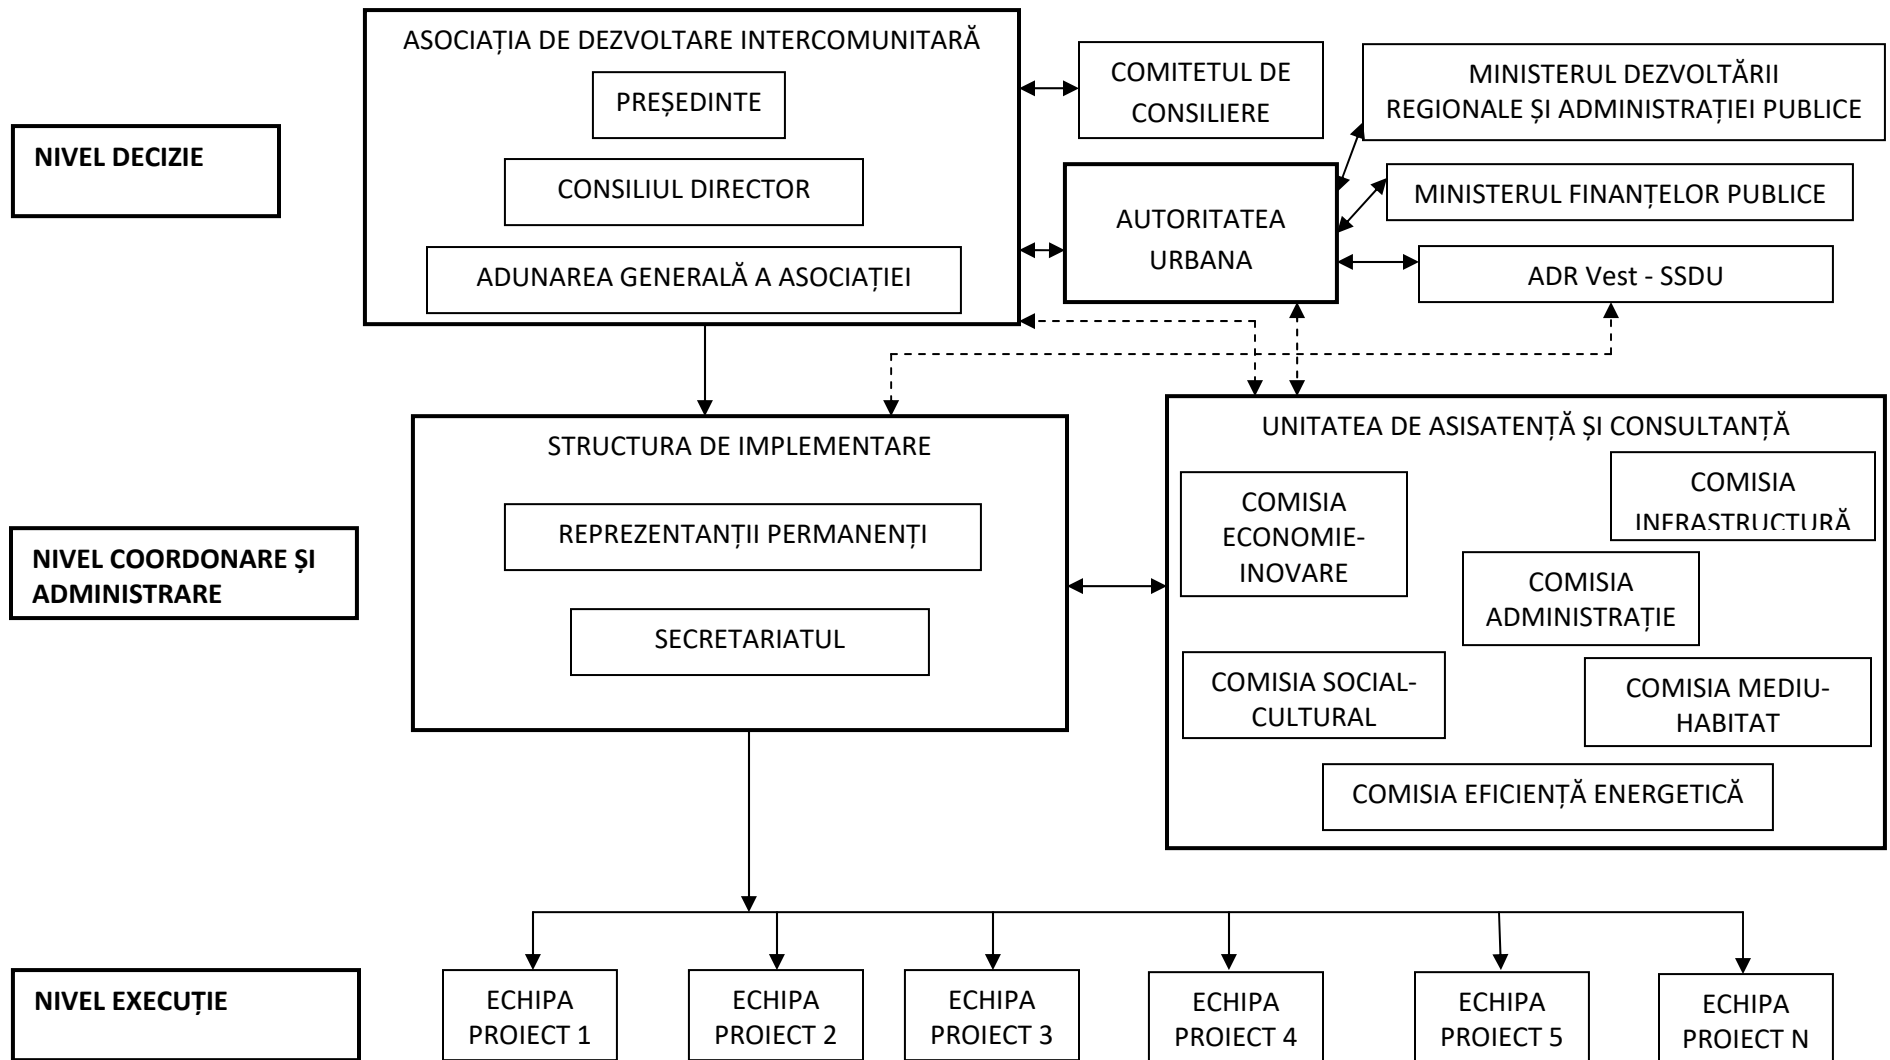 ASOCIAȚIA DE DEZVOLTARE INTERCOMUNITARĂ
PREȘEDINTE
CONSILIUL DIRECTOR
ADUNAREA GENERALĂ A ASOCIAȚIEI
COMITETUL DE
CONSILIERE
MINISTERUL DEZVOLTĂRII
REGIONALE ȘI ADMINISTRAȚIEI PUBLICE
NIVEL DECIZIE
AUTORITATEA
URBANA
MINISTERUL FINANȚELOR PUBLICE
ADR Vest - SSDU
STRUCTURA DE IMPLEMENTARE
REPREZENTANȚII PERMANENȚI
SECRETARIATUL
NIVEL COORDONARE ȘI
ADMINISTRARE
UNITATEA DE ASISATENȚĂ ȘI CONSULTANȚĂ
COMISIA
ECONOMIE-
INOVARE
COMISIA
INFRASTRUCTURĂ
COMISIA
ADMINISTRAȚIE
COMISIA SOCIAL-
CULTURAL
COMISIA MEDIU-
HABITAT
COMISIA EFICIENȚĂ ENERGETICĂ
NIVEL EXECUȚIE
ECHIPA
PROIECT 1
ECHIPA
PROIECT 2
ECHIPA
PROIECT 3
ECHIPA
PROIECT 4
ECHIPA
PROIECT 5
ECHIPA
PROIECT N